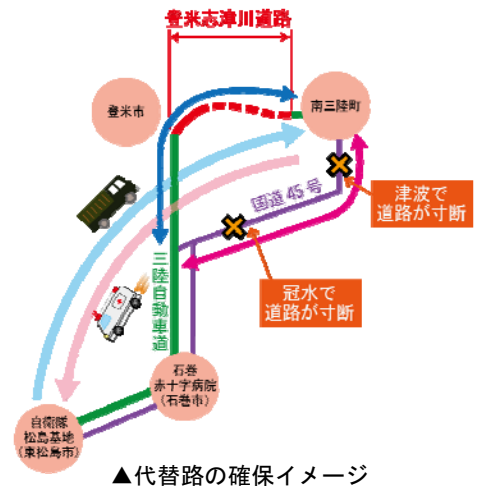 登米志津川道路
登米市
南三陸町
国道45号
津波で
道路が寸断
冠水で
道路が寸断
三陸自動車道
石巻
赤十字病院
（石巻市）
自衛隊
松島基地
（東松島市）
▲代替路の確保イメージ